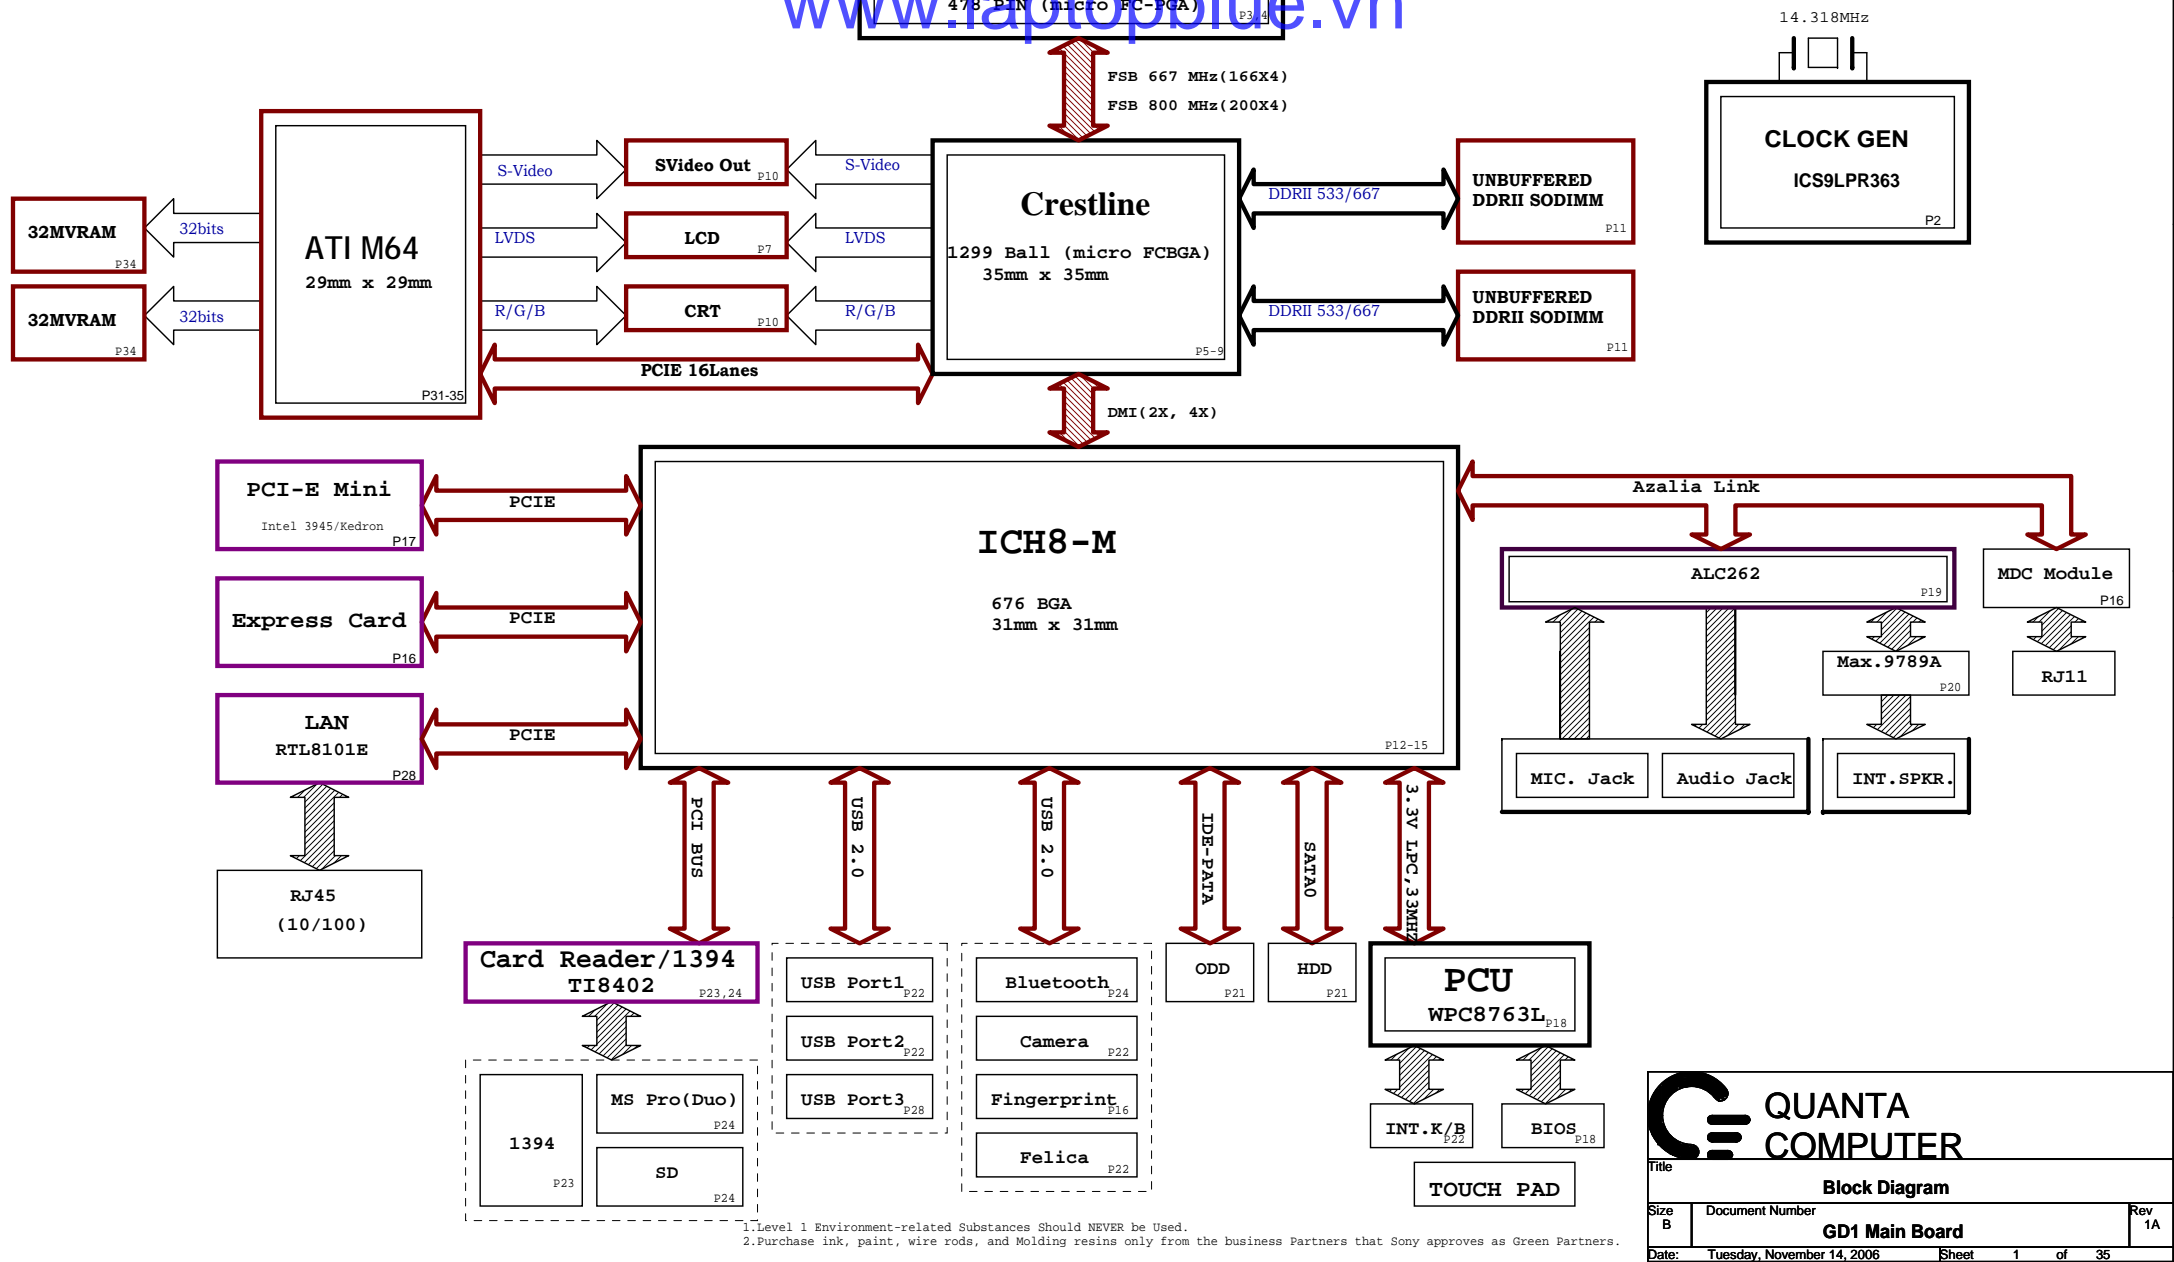 www.laptopblue.vn
478 PIN (micro FC-PGA)
P3,4
14.318MHz
FSB 667 MHz(166X4)
FSB 800 MHz(200X4)
CLOCK GEN
ICS9LPR363
P2
ATI M64
29mm x 29mm
P31-35
32MVRAM
P34
32bits
32MVRAM
P34
32bits
S-Video
SVideo Out
P10
S-Video
LVDS
LCD
P7
LVDS
R/G/B
CRT
P10
R/G/B
PCIE 16Lanes
Crestline
1299 Ball (micro FCBGA)
35mm x 35mm
P5-9
DDRII 533/667
UNBUFFERED
DDRII SODIMM
P11
DDRII 533/667
UNBUFFERED
DDRII SODIMM
P11
DMI(2X, 4X)
PCI-E Mini
Intel 3945/Kedron
P17
PCIE
Express Card
P16
PCIE
LAN
RTL8101E
P28
PCIE
RJ45
(10/100)
ICH8-M
676 BGA
31mm x 31mm
P12-15
Azalia Link
ALC262
P19
MDC Module
P16
Max.9789A
P20
RJ11
MIC. Jack
Audio Jack
INT.SPKR.
PCI BUS
USB 2.0
USB 2.0
IDE-PATA
SATA0
3.3V LPC,33MHZ
Card Reader/1394
TI8402
P23,24
1394
P23
MS Pro(Duo)
P24
SD
P24
USB Port1
P22
USB Port2
P22
USB Port3
P28
Bluetooth
P24
Camera
P22
Fingerprint
P16
Felica
P22
ODD
P21
HDD
P21
PCU
WPC8763L
P18
INT.K/B
P22
BIOS
P18
TOUCH PAD
1.Level 1 Environment-related Substances Should NEVER be Used.
2.Purchase ink, paint, wire rods, and Molding resins only from the business Partners that Sony approves as Green Partners.
QUANTA
COMPUTER
Title
Block Diagram
Size
B
Document Number
GD1 Main Board
Rev
1A
Date: Tuesday, November 14, 2006 Sheet 1 of 35